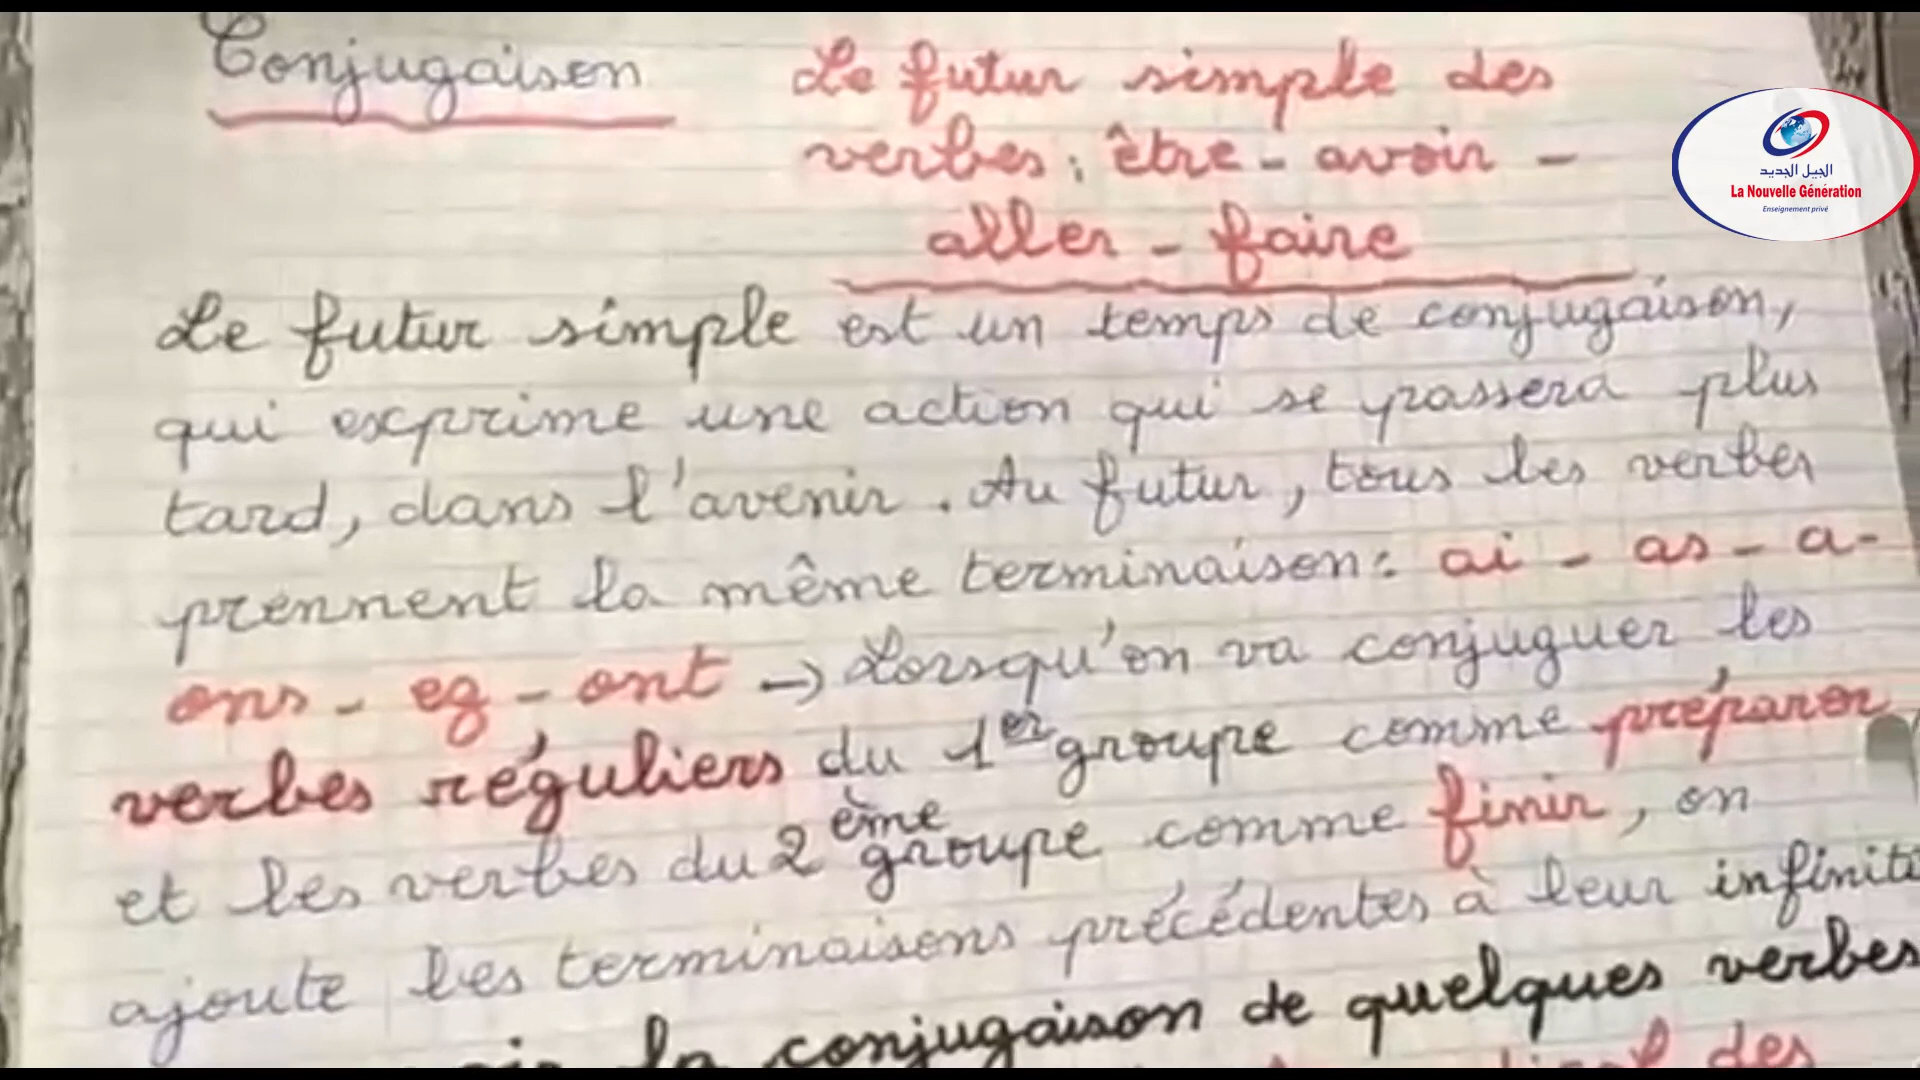 Conjugaison
Le futur simple des
verbes : être - avoir -
aller - faire
الجيل الجديد
La Nouvelle Génération
Enseignement privé
Le futur simple est un temps de conjugaison,
qui exprime une action qui se passera plus
tard, dans l'avenir. Au futur, tous les verbes
prennent la même terminaison : ai - as - a -
ons - ez - ont → Lorsqu'on va conjuguer les
verbes réguliers du 1er groupe comme préparer
et les verbes du 2ème groupe comme finir, on
ajoute les terminaisons précédentes à leur infiniti
la conjugaison de quelques verbes
des